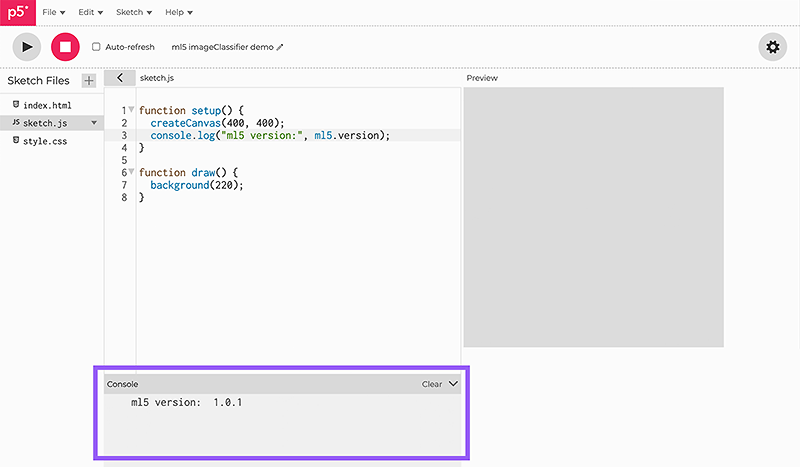 p5*
File Edit Sketch Help
Auto-refresh ml5 imageClassifier demo
Sketch Files +
sketch.js
Preview
index.html
JS sketch.js
style.css
1 function setup() {
2 createCanvas(400, 400);
3 console.log("ml5 version:", ml5.version);
4 }
5
6 function draw() {
7 background(220);
8 }
Console Clear
ml5 version: 1.0.1